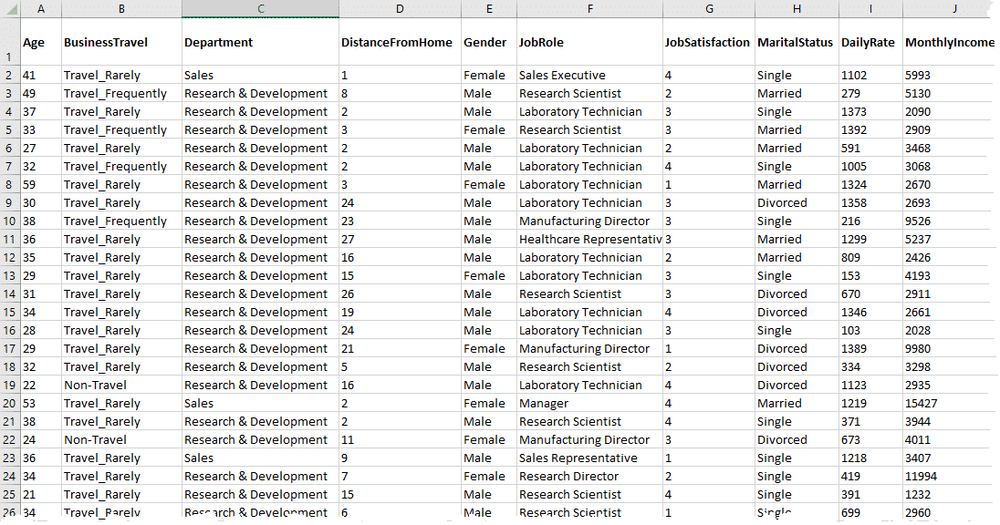 A B C D E F G H I J
1 Age BusinessTravel Department DistanceFromHome Gender JobRole JobSatisfaction MaritalStatus DailyRate MonthlyIncome
2 41 Travel_Rarely Sales 1 Female Sales Executive 4 Single 1102 5993
3 49 Travel_Frequently Research & Development 8 Male Research Scientist 2 Married 279 5130
4 37 Travel_Rarely Research & Development 2 Male Laboratory Technician 3 Single 1373 2090
5 33 Travel_Frequently Research & Development 3 Female Research Scientist 3 Married 1392 2909
6 27 Travel_Rarely Research & Development 2 Male Laboratory Technician 2 Married 591 3468
7 32 Travel_Frequently Research & Development 2 Male Laboratory Technician 4 Single 1005 3068
8 59 Travel_Rarely Research & Development 3 Female Laboratory Technician 1 Married 1324 2670
9 30 Travel_Rarely Research & Development 24 Male Laboratory Technician 3 Divorced 1358 2693
10 38 Travel_Frequently Research & Development 23 Male Manufacturing Director 3 Single 216 9526
11 36 Travel_Rarely Research & Development 27 Male Healthcare Representativ 3 Married 1299 5237
12 35 Travel_Rarely Research & Development 16 Male Laboratory Technician 2 Married 809 2426
13 29 Travel_Rarely Research & Development 15 Female Laboratory Technician 3 Single 153 4193
14 31 Travel_Rarely Research & Development 26 Male Research Scientist 3 Divorced 670 2911
15 34 Travel_Rarely Research & Development 19 Male Laboratory Technician 4 Divorced 1346 2661
16 28 Travel_Rarely Research & Development 24 Male Laboratory Technician 3 Single 103 2028
17 29 Travel_Rarely Research & Development 21 Female Manufacturing Director 1 Divorced 1389 9980
18 32 Travel_Rarely Research & Development 5 Male Research Scientist 2 Divorced 334 3298
19 22 Non-Travel Research & Development 16 Male Laboratory Technician 4 Divorced 1123 2935
20 53 Travel_Rarely Sales 2 Female Manager 4 Married 1219 15427
21 38 Travel_Rarely Research & Development 2 Male Research Scientist 4 Single 371 3944
22 24 Non-Travel Research & Development 11 Female Manufacturing Director 3 Divorced 673 4011
23 36 Travel_Rarely Sales 9 Male Sales Representative 1 Single 1218 3407
24 34 Travel_Rarely Research & Development 7 Female Research Director 2 Single 419 11994
25 21 Travel_Rarely Research & Development 15 Male Research Scientist 4 Single 391 1232
26 34 Travel_Rarely Research & Development 6 Male Research Scientist 1 Single 699 2960